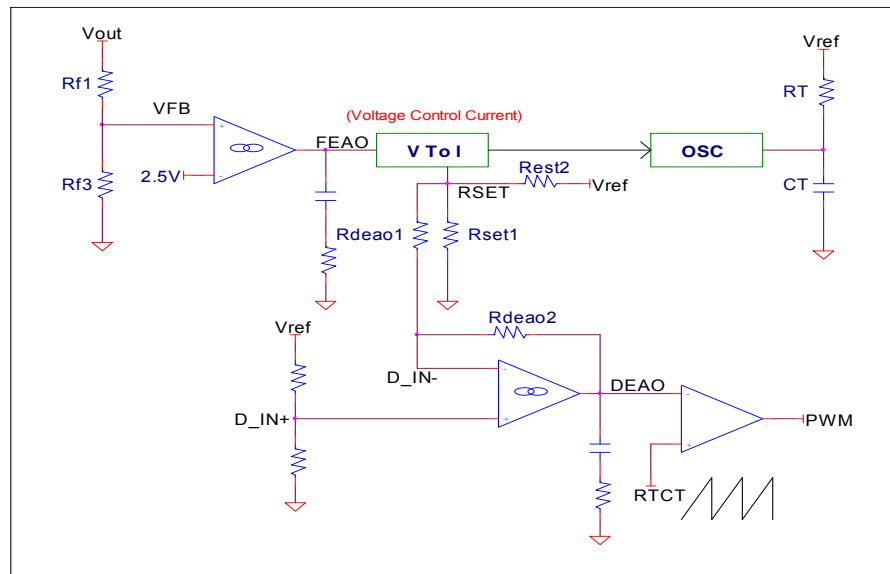 Vout
Vref
Rf1
RT
VFB
(Voltage Control Current)
FEAO
V To I
OSC
Rf3
2.5V
Rest2
Vref
RSET
CT
Rdeao1
Rset1
Vref
Rdeao2
D_IN-
DEAO
D_IN+
PWM
RTCT